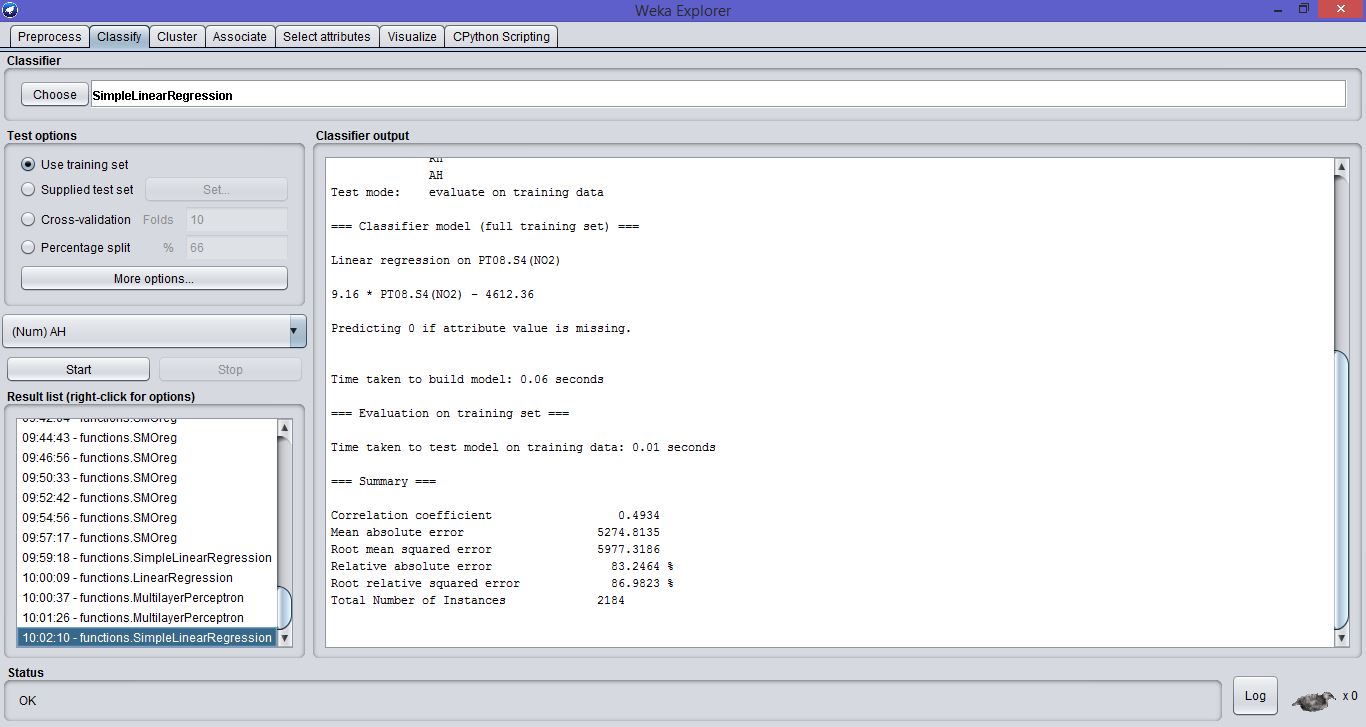 Weka Explorer
Preprocess Classify Cluster Associate Select attributes Visualize CPython Scripting
Classifier
Choose SimpleLinearRegression
Test options
Use training set
Supplied test set Set...
Cross-validation Folds 10
Percentage split % 66
More options...
(Num) AH
Start Stop
Result list (right-click for options)
09:42:04 - functions.SMOreg
09:44:43 - functions.SMOreg
09:46:56 - functions.SMOreg
09:50:33 - functions.SMOreg
09:52:42 - functions.SMOreg
09:54:56 - functions.SMOreg
09:57:17 - functions.SMOreg
09:59:18 - functions.SimpleLinearRegression
10:00:09 - functions.LinearRegression
10:00:37 - functions.MultilayerPerceptron
10:01:26 - functions.MultilayerPerceptron
10:02:10 - functions.SimpleLinearRegression
Classifier output
RH
AH
Test mode: evaluate on training data
=== Classifier model (full training set) ===
Linear regression on PT08.S4(NO2)
9.16 * PT08.S4(NO2) - 4612.36
Predicting 0 if attribute value is missing.
Time taken to build model: 0.06 seconds
=== Evaluation on training set ===
Time taken to test model on training data: 0.01 seconds
=== Summary ===
Correlation coefficient 0.4934
Mean absolute error 5274.8135
Root mean squared error 5977.3186
Relative absolute error 83.2464 %
Root relative squared error 86.9823 %
Total Number of Instances 2184
Status
OK
Log x 0